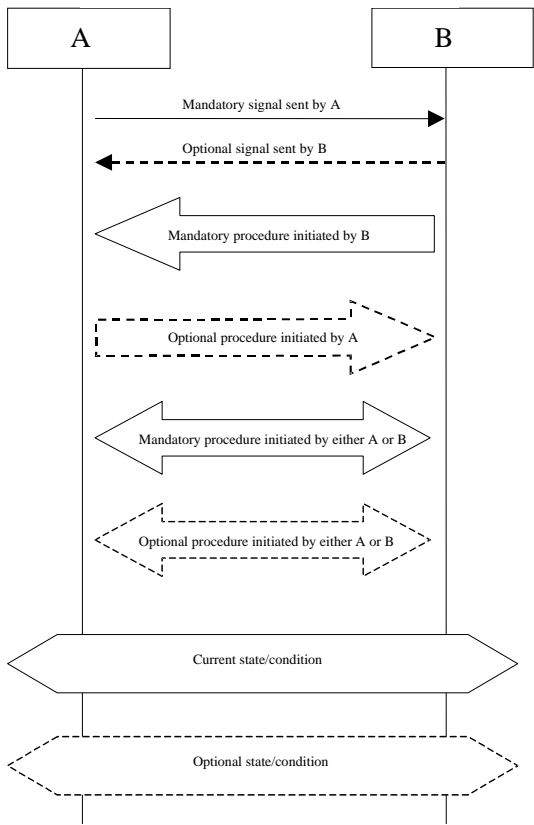 A
B
Mandatory signal sent by A
Optional signal sent by B
Mandatory procedure initiated by B
Optional procedure initiated by A
Mandatory procedure initiated by either A or B
Optional procedure initiated by either A or B
Current state/condition
Optional state/condition